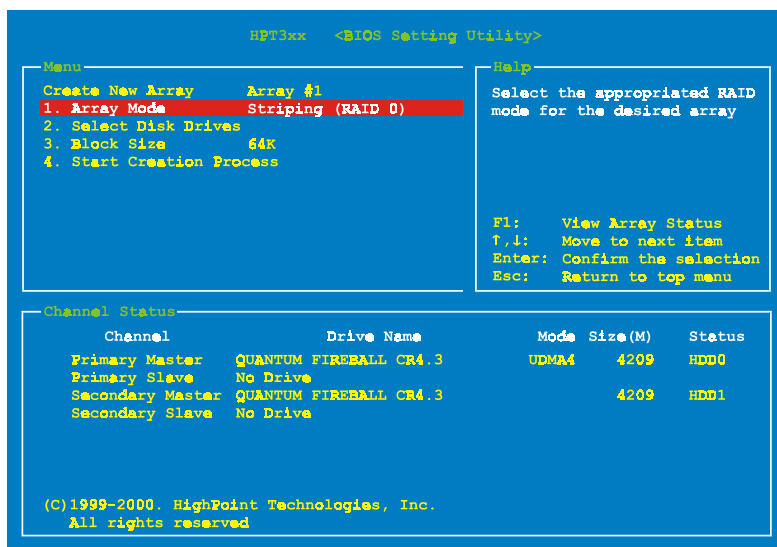 HPT3xx <BIOS Setting Utility>
Menu
Create New Array Array #1
1. Array Mode Striping (RAID 0)
2. Select Disk Drives
3. Block Size 64K
4. Start Creation Process
Help
Select the appropriated RAID
mode for the desired array
F1: View Array Status
↑,↓: Move to next item
Enter: Confirm the selection
Esc: Return to top menu
Channel Status
Channel Drive Name Mode Size(M) Status
Primary Master QUANTUM FIREBALL CR4.3 UDMA4 4209 HDD0
Primary Slave No Drive
Secondary Master QUANTUM FIREBALL CR4.3 4209 HDD1
Secondary Slave No Drive
(C)1999-2000. HighPoint Technologies, Inc.
All rights reserved